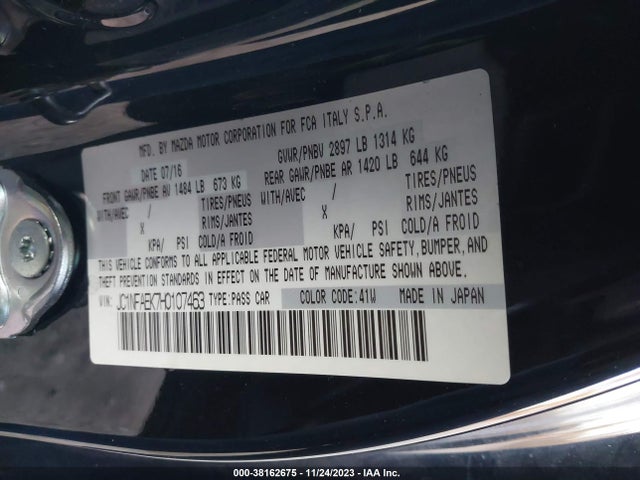 MFD. BY MAZDA MOTOR CORPORATION FOR FCA ITALY S.P.A.
DATE 07/16 GVWR/PNBV 2897 LB 1314 KG
FRONT GAWR/PNBE AV 1484 LB 673 KG REAR GAWR/PNBE AR 1420 LB 644 KG
WITH/AVEC / TIRES/PNEUS WITH/AVEC / TIRES/PNEUS
X RIMS/JANTES X RIMS/JANTES
KPA/ PSI COLD/A FROID KPA/ PSI COLD/A FROID
THIS VEHICLE CONFORMS TO ALL APPLICABLE FEDERAL MOTOR VEHICLE SAFETY,BUMPER,AND
THEFT PREVENTION STANDARDS IN EFFECT ON THE DATE OF MANUFACTURE SHOWN ABOVE.
VIN: JC1NFAEK7H0107463 TYPE:PASS CAR COLOR CODE:41W MADE IN JAPAN
000-38162675 - 11/24/2023 - IAA Inc.